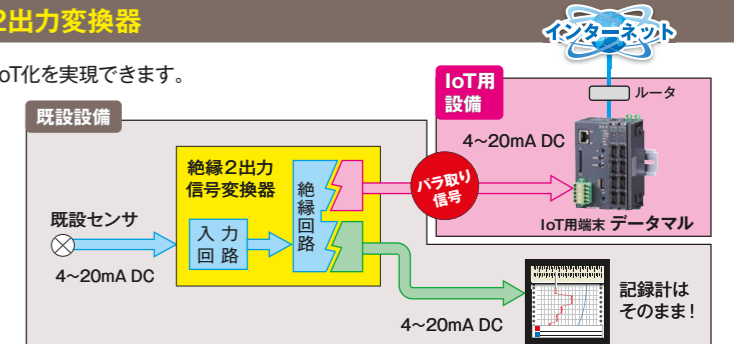 2出力変換器
インターネット
oT化を実現できます。
IoT用
設備
ルータ
既設設備
4~20mA DC
絶縁2出力
信号変換器
絶縁回路
パラ取り
信号
既設センサ
入力
回路
IoT用端末 データマル
4~20mA DC
記録計は
そのまま!
4~20mA DC